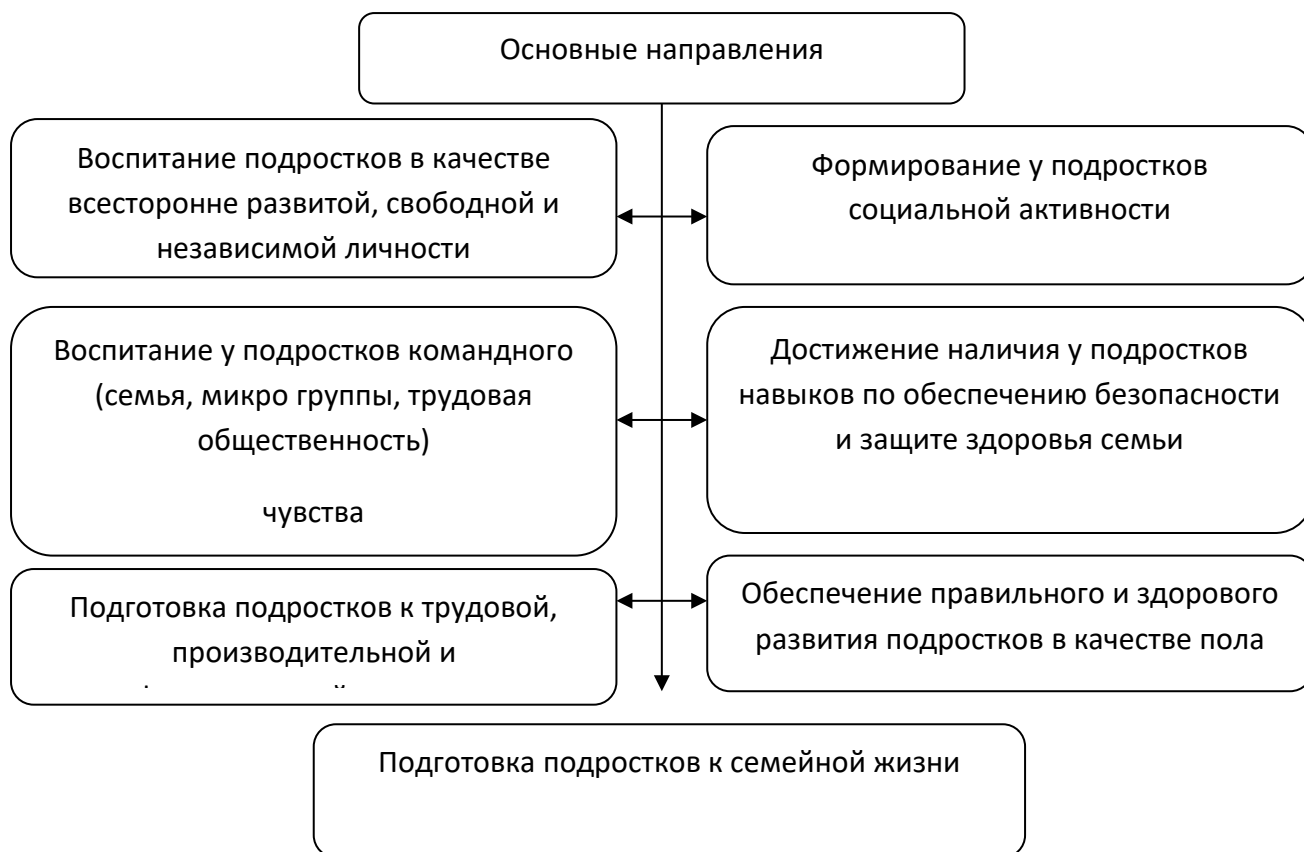 Основные направления
Воспитание подростков в качестве
всесторонне развитой, свободной и
независимой личности
Формирование у подростков
социальной активности
Воспитание у подростков командного
(семья, микро группы, трудовая
общественность)
чувства
Достижение наличия у подростков
навыков по обеспечению безопасности
и защите здоровья семьи
Подготовка подростков к трудовой,
производительной и
Обеспечение правильного и здорового
развития подростков в качестве пола
Подготовка подростков к семейной жизни